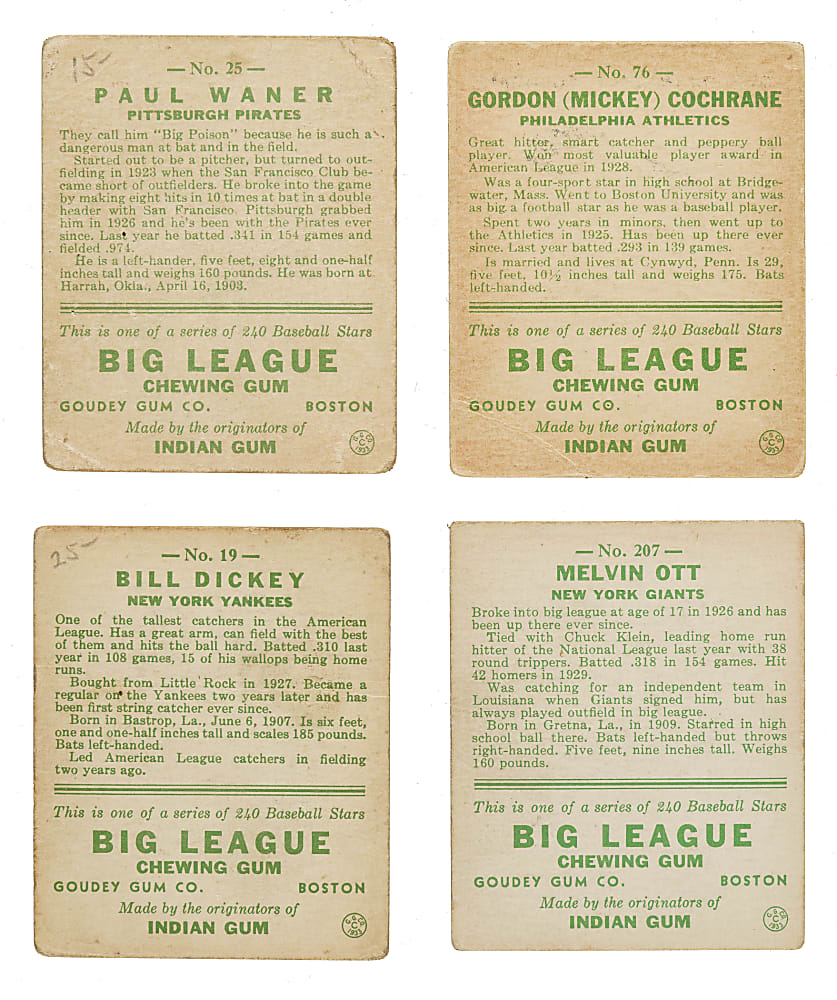 15-
— No. 25 —
PAUL WANER
PITTSBURGH PIRATES
They call him "Big Poison" because he is such a
dangerous man at bat and in the field.
Started out to be a pitcher, but turned to out-
fielding in 1923 when the San Francisco Club be-
came short of outfielders. He broke into the game
by making eight hits in 10 times at bat in a double
header with San Francisco. Pittsburgh grabbed
him in 1926 and he's been with the Pirates ever
since. Last year he batted .341 in 154 games and
fielded .974.
He is a left-hander, five feet, eight and one-half
inches tall and weighs 160 pounds. He was born at
Harrah, Okla., April 16, 1903.
This is one of a series of 240 Baseball Stars
BIG LEAGUE
CHEWING GUM
GOUDEY GUM CO. BOSTON
Made by the originators of
INDIAN GUM
G. G. Co.
C
1933
— No. 76 —
GORDON (MICKEY) COCHRANE
PHILADELPHIA ATHLETICS
Great hitter, smart catcher and peppery ball
player. Won most valuable player award in
American League in 1928.
Was a four-sport star in high school at Bridge-
water, Mass. Went to Boston University and was
as big a football star as he was a baseball player.
Spent two years in minors, then went up to
the Athletics in 1925. Has been up there ever
since. Last year batted .293 in 139 games.
Is married and lives at Cynwyd, Penn. Is 29,
five feet, 10½ inches tall and weighs 175. Bats
left-handed.
This is one of a series of 240 Baseball Stars
BIG LEAGUE
CHEWING GUM
GOUDEY GUM CO. BOSTON
Made by the originators of
INDIAN GUM
G. G. Co.
C
1933
25-
— No. 19 —
BILL DICKEY
NEW YORK YANKEES
One of the tallest catchers in the American
League. Has a great arm, can field with the best
of them and hits the ball hard. Batted .310 last
year in 108 games, 15 of his wallops being home
runs.
Bought from Little Rock in 1927. Became a
regular on the Yankees two years later and has
been first string catcher ever since.
Born in Bastrop, La., June 6, 1907. Is six feet,
one and one-half inches tall and scales 185 pounds.
Bats left-handed.
Led American League catchers in fielding
two years ago.
This is one of a series of 240 Baseball Stars
BIG LEAGUE
CHEWING GUM
GOUDEY GUM CO. BOSTON
Made by the originators of
INDIAN GUM
G. G. Co.
C
1933
— No. 207 —
MELVIN OTT
NEW YORK GIANTS
Broke into big league at age of 17 in 1926 and has
been up there ever since.
Tied with Chuck Klein, leading home run
hitter of the National League last year with 38
round trippers. Batted .318 in 154 games. Hit
42 homers in 1929.
Was catching for an independent team in
Louisiana when Giants signed him, but has
always played outfield in big league.
Born in Gretna, La., in 1909. Starred in high
school ball there. Bats left-handed but throws
right-handed. Five feet, nine inches tall. Weighs
160 pounds.
This is one of a series of 240 Baseball Stars
BIG LEAGUE
CHEWING GUM
GOUDEY GUM CO. BOSTON
Made by the originators of
INDIAN GUM
G. G. Co.
C
1933